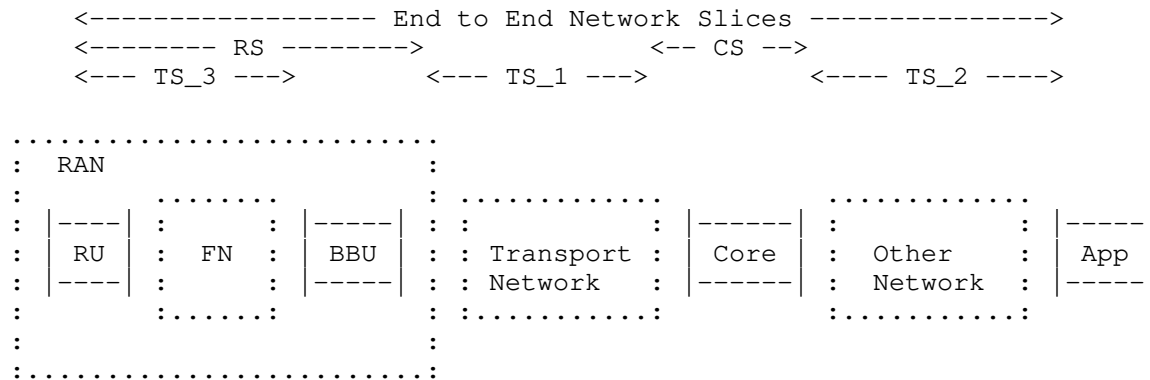 <------------------ End to End Network Slices --------------->
<-------- RS -------->               <-- CS -->
<--- TS_3 --->         <--- TS_1 --->          <---- TS_2 ---->
RAN
RU FN BBU Transport Core Other App
Network Network